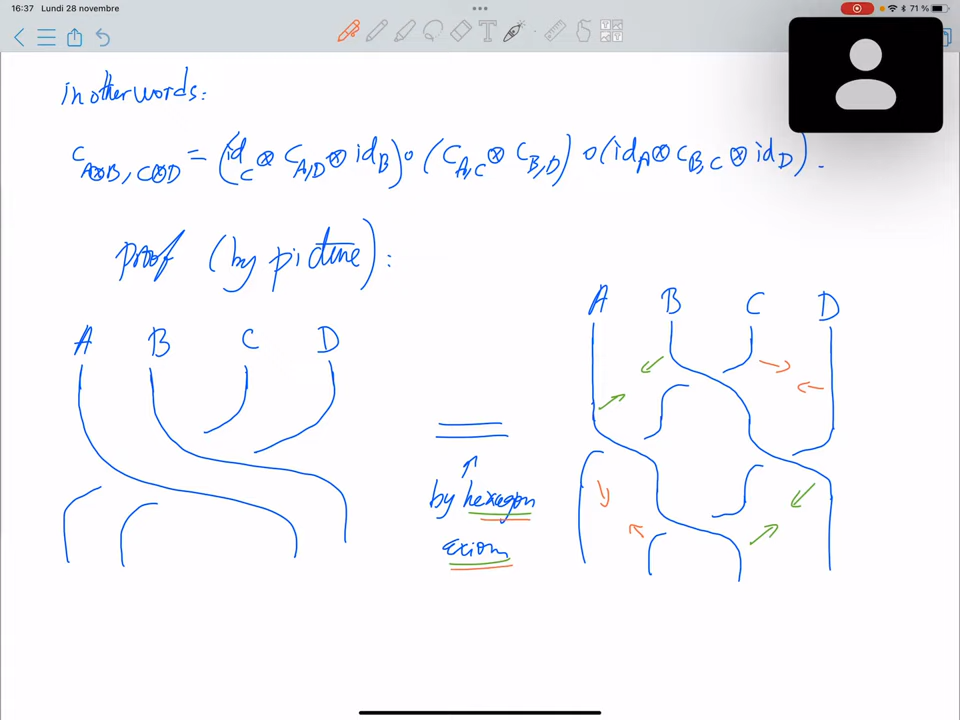 16:37 Lundi 28 novembre
71 %
in other words:
c_{A⊗B, C⊗D} = (id_C ⊗ c_{A,D} ⊗ id_B) ∘ (c_{A,C} ⊗ c_{B,D}) ∘ (id_A ⊗ c_{B,C} ⊗ id_D).
Proof (by picture):
A B C D
A B C D
=
↑
by hexagon
axiom